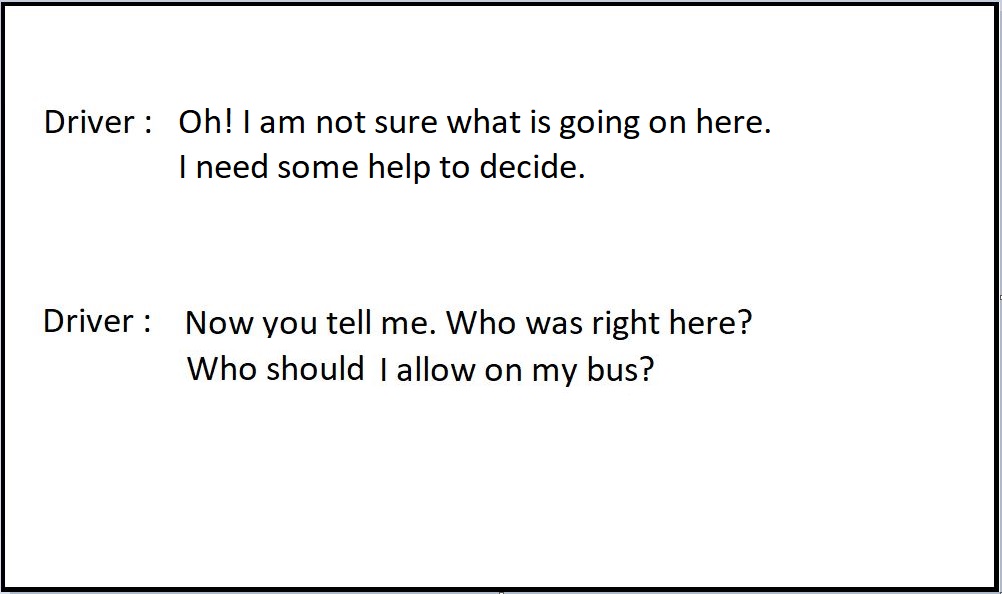 Driver : Oh! I am not sure what is going on here.
I need some help to decide.
Driver : Now you tell me. Who was right here?
Who should I allow on my bus?